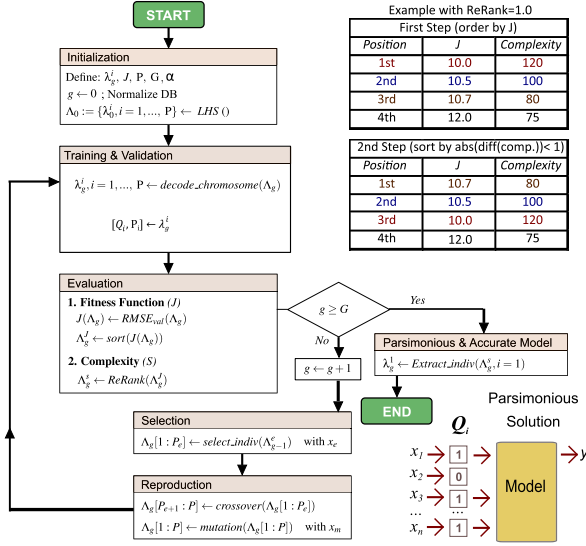 START
Initialization
Define: λ_g^i, J, P, G, α
g ← 0 ; Normalize DB
Λ_0 := {λ_0^i, i = 1, ..., P} ← LHS ()
Training & Validation
λ_g^i, i = 1, ..., P ← decode_chromosome(Λ_g)
[Q_i, P_i] ← λ_g^i
Evaluation
1. Fitness Function (J)
J(Λ_g) ← RMSE_val(Λ_g)
Λ_g^J ← sort(J(Λ_g))
2. Complexity (S)
Λ_g^s ← ReRank(Λ_g^J)
g ≥ G
Yes
No
g ← g + 1
Parsimonious & Accurate Model
λ_g^1 ← Extract_indiv(Λ_g^s, i = 1)
END
Selection
Λ_g[1 : P_e] ← select_indiv(Λ_{g-1}^e) with x_e
Reproduction
Λ_g[P_{e+1} : P] ← crossover(Λ_g[1 : P_e])
Λ_g[1 : P] ← mutation(Λ_g[1 : P]) with x_m
Example with ReRank=1.0
First Step (order by J)
Position J Complexity
1st 10.0 120
2nd 10.5 100
3rd 10.7 80
4th 12.0 75
2nd Step (sort by abs(diff(comp.))< 1)
Position J Complexity
1st 10.7 80
2nd 10.5 100
3rd 10.0 120
4th 12.0 75
Parsimonious
Solution
Q_i
x_1 1
x_2 0
x_3 1
... ...
x_n 1
Model
y